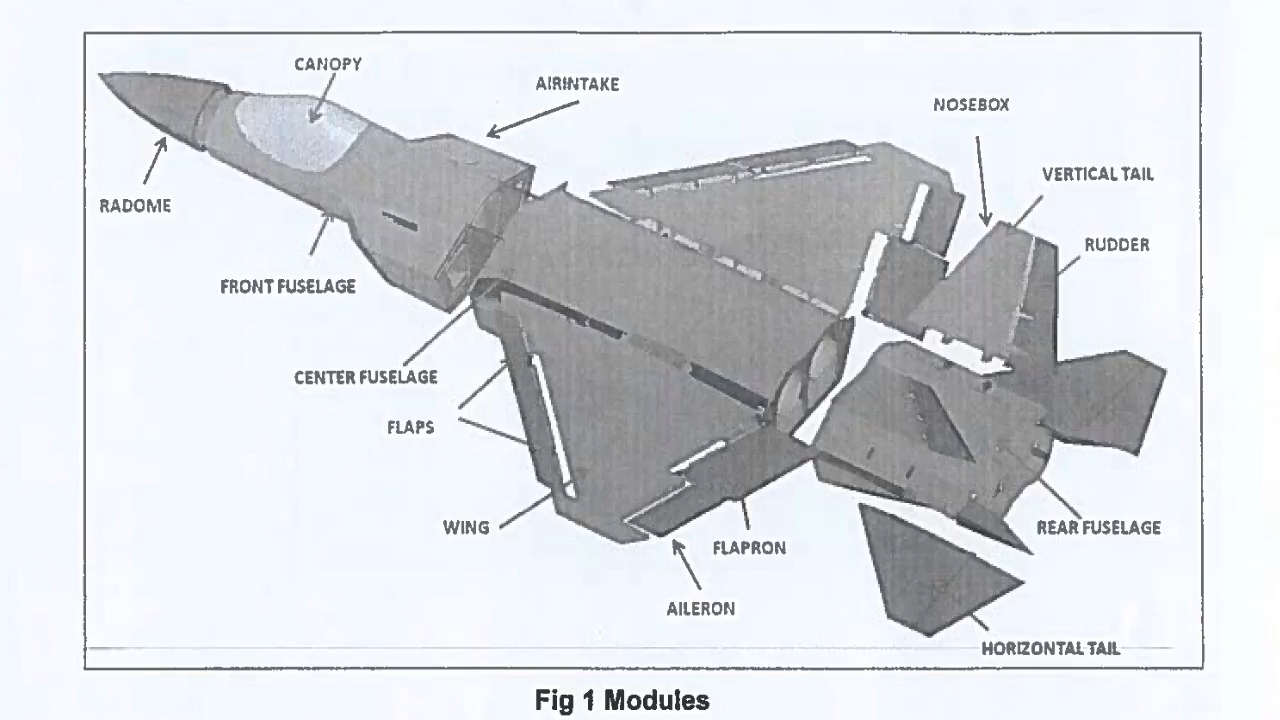 CANOPY
AIRINTAKE
NOSEBOX
VERTICAL TAIL
RADOME
RUDDER
FRONT FUSELAGE
CENTER FUSELAGE
FLAPS
WING
FLAPRON
REAR FUSELAGE
AILERON
HORIZONTAL TAIL
Fig 1 Modules